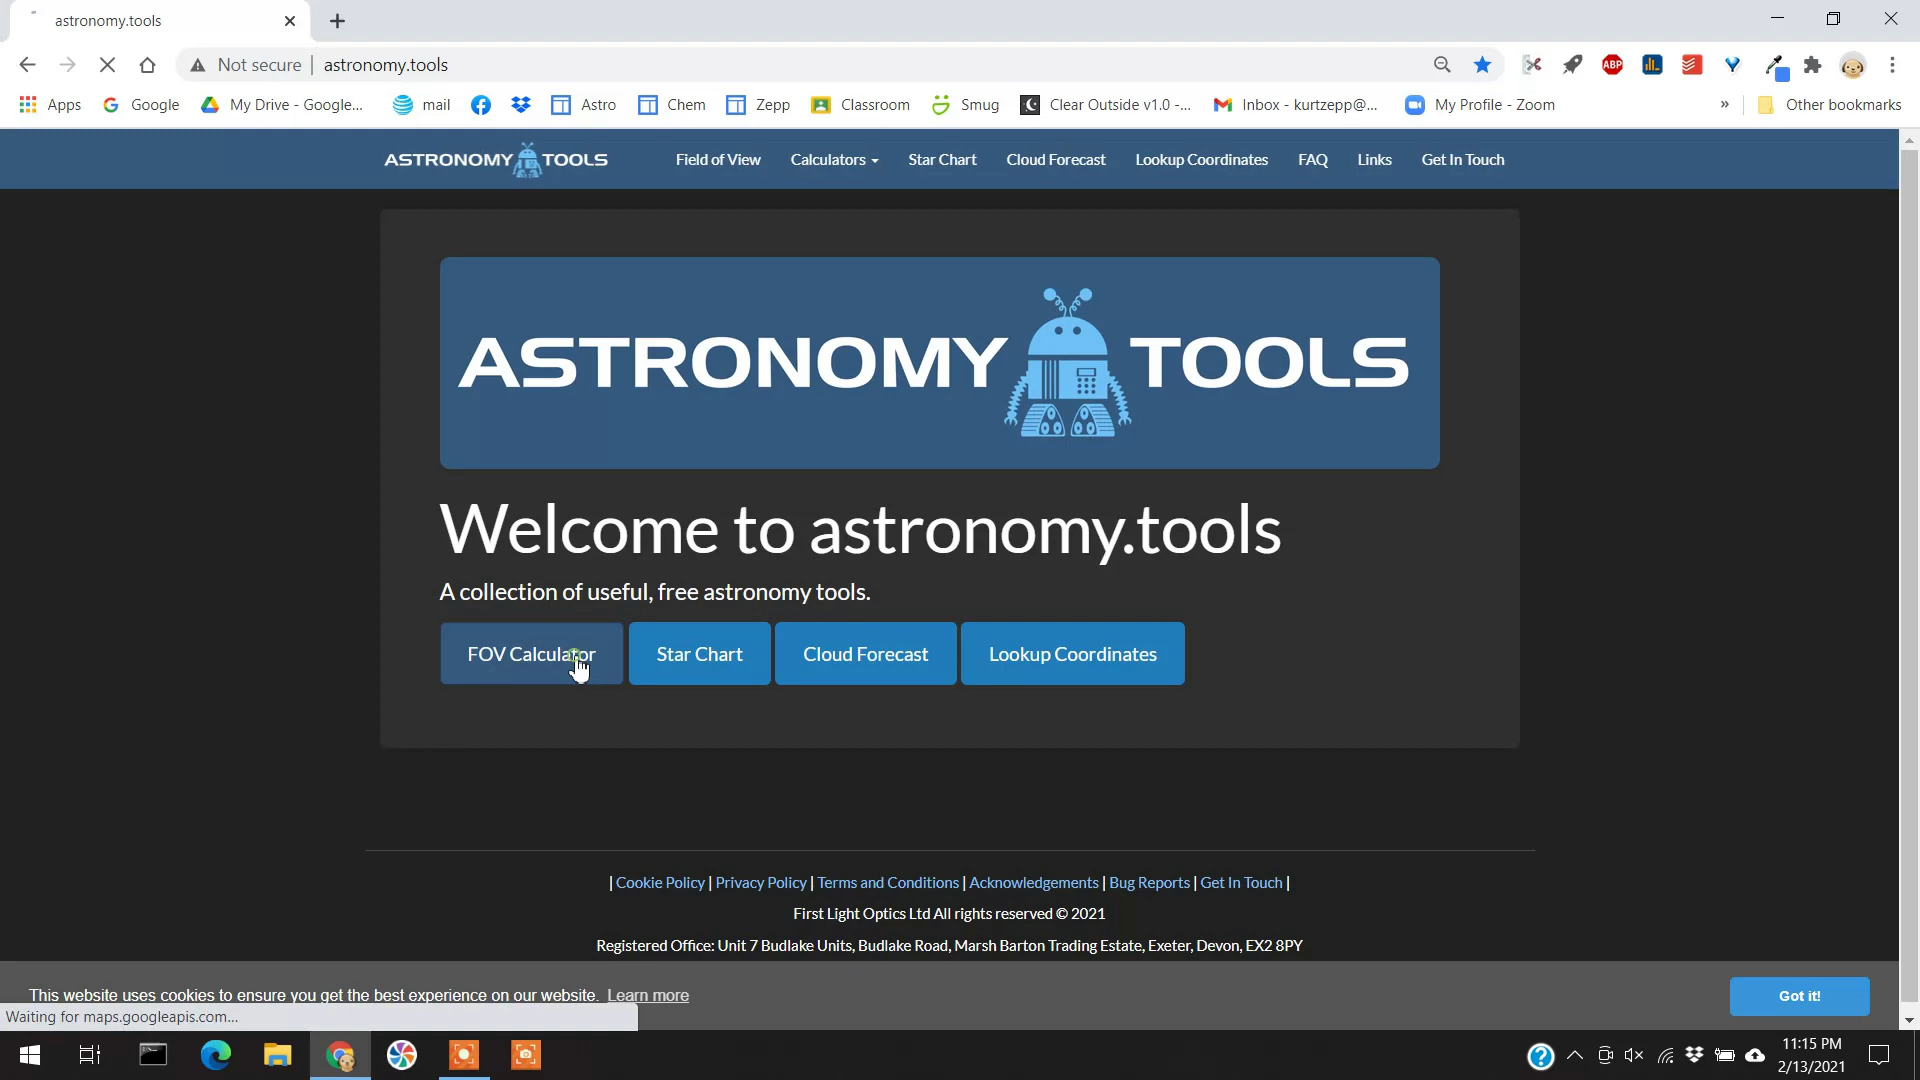 astronomy.tools
Not secure | astronomy.tools
ABP
Apps Google My Drive - Google... mail Astro Chem Zepp Classroom Smug Clear Outside v1.0 -... Inbox - kurtzepp@... My Profile - Zoom » Other bookmarks
ASTRONOMY TOOLS Field of View Calculators Star Chart Cloud Forecast Lookup Coordinates FAQ Links Get In Touch
ASTRONOMY TOOLS
Welcome to astronomy.tools
A collection of useful, free astronomy tools.
FOV Calculator Star Chart Cloud Forecast Lookup Coordinates
| Cookie Policy | Privacy Policy | Terms and Conditions | Acknowledgements | Bug Reports | Get In Touch |
First Light Optics Ltd All rights reserved © 2021
Registered Office: Unit 7 Budlake Units, Budlake Road, Marsh Barton Trading Estate, Exeter, Devon, EX2 8PY
This website uses cookies to ensure you get the best experience on our website. Learn more Got it!
Waiting for maps.googleapis.com...
11:15 PM
2/13/2021